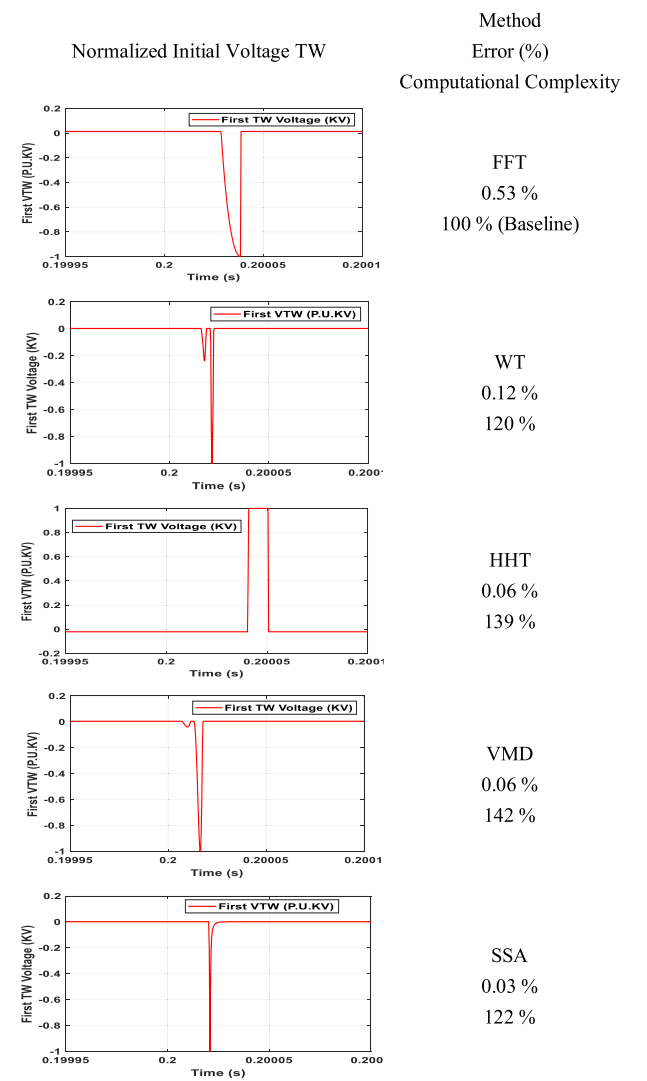 Normalized Initial Voltage TW
Method
Error (%)
Computational Complexity
First VTW (P.U.KV)
0.2
0
-0.2
-0.4
-0.6
-0.8
-1
First TW Voltage (KV)
0.19995
0.2
0.20005
0.2001
Time (s)
FFT
0.53 %
100 % (Baseline)
First TW Voltage (KV)
0.2
0
-0.2
-0.4
-0.6
-0.8
-1
First VTW (P.U.KV)
0.19995
0.2
0.20005
0.200
Time (s)
WT
0.12 %
120 %
First VTW (P.U.KV)
1
0.8
0.6
0.4
0.2
0
-0.2
First TW Voltage (KV)
0.19995
0.2
0.20005
0.2001
Time (s)
HHT
0.06 %
139 %
First VTW (P.U.KV)
0.2
0
-0.2
-0.4
-0.6
-0.8
-1
First TW Voltage (KV)
0.19995
0.2
0.20005
0.2001
Time (s)
VMD
0.06 %
142 %
First TW Voltage (KV)
0.2
0
-0.2
-0.4
-0.6
-0.8
-1
First VTW (P.U.KV)
0.19995
0.2
0.20005
0.200
Time (s)
SSA
0.03 %
122 %